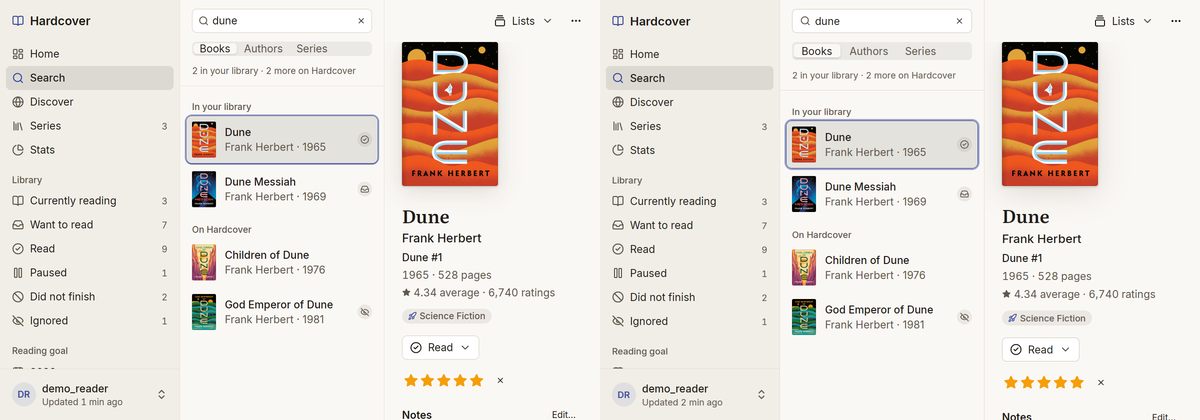 Hardcover
Home
Search
Discover
Series 3
Stats
Library
Currently reading 3
Want to read 7
Read 9
Paused 1
Did not finish 2
Ignored 1
Reading goal
DR demo_reader
Updated 1 min ago
dune
Books Authors Series
2 in your library · 2 more on Hardcover
In your library
Dune
Frank Herbert · 1965
Dune Messiah
Frank Herbert · 1969
On Hardcover
Children of Dune
Frank Herbert · 1976
God Emperor of Dune
Frank Herbert · 1981
Lists
DUNE
FRANK HERBERT
Dune
Frank Herbert
Dune #1
1965 · 528 pages
4.34 average · 6,740 ratings
Science Fiction
Read
Notes Edit...
Hardcover
Home
Search
Discover
Series 3
Stats
Library
Currently reading 3
Want to read 7
Read 9
Paused 1
Did not finish 2
Ignored 1
Reading goal
DR demo_reader
Updated 2 min ago
dune
Books Authors Series
2 in your library · 2 more on Hardcover
In your library
Dune
Frank Herbert · 1965
Dune Messiah
Frank Herbert · 1969
On Hardcover
Children of Dune
Frank Herbert · 1976
God Emperor of Dune
Frank Herbert · 1981
Lists
DUNE
FRANK HERBERT
Dune
Frank Herbert
Dune #1
1965 · 528 pages
4.34 average · 6,740 ratings
Science Fiction
Read
Notes Edit...